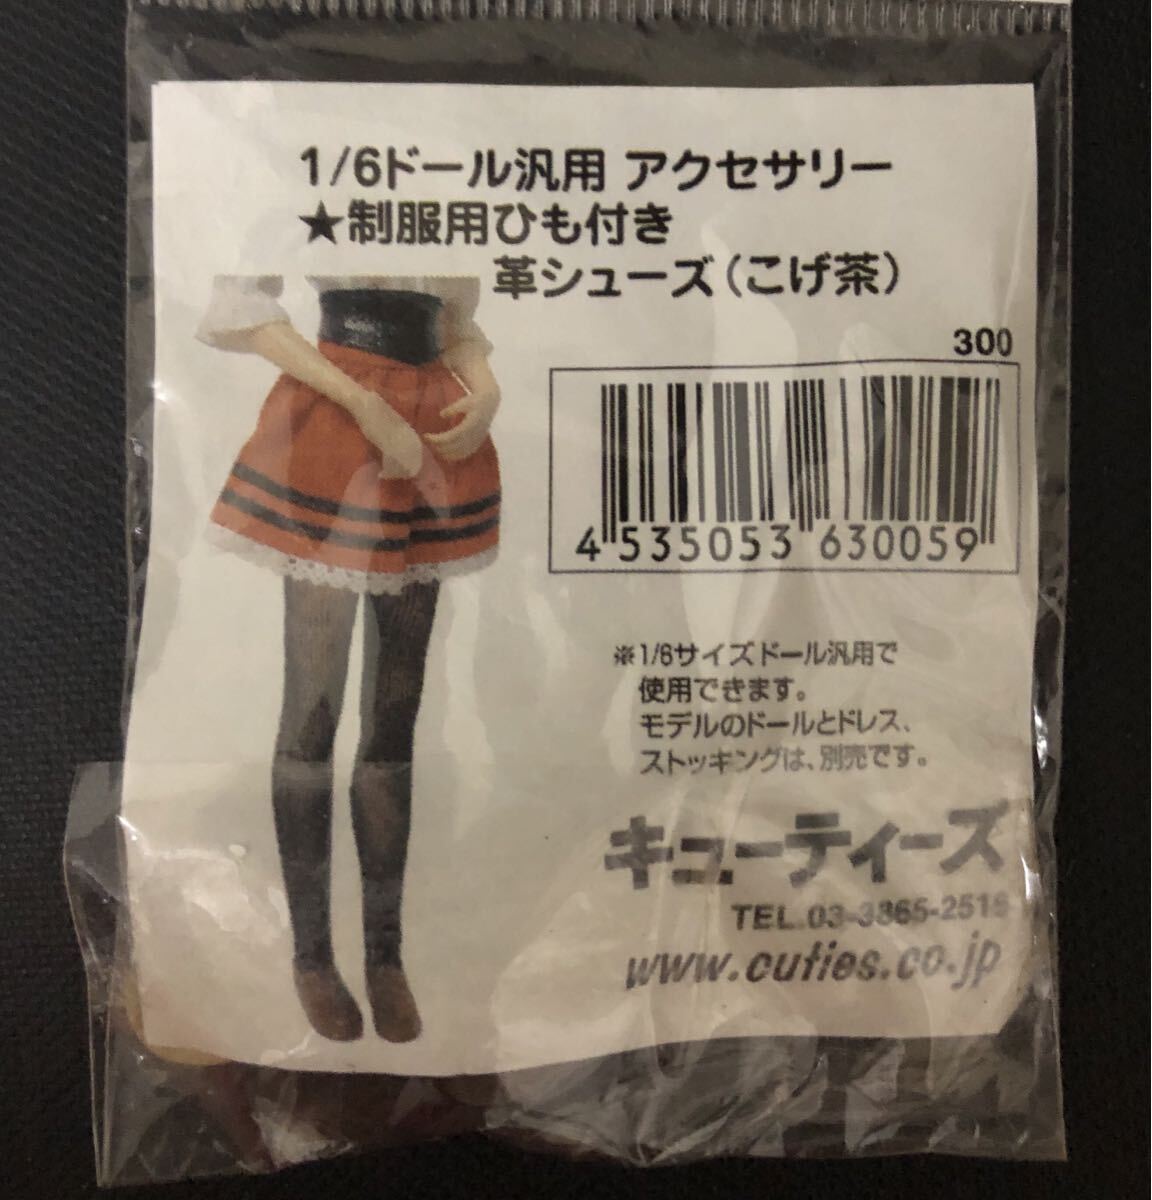 1/6ドール汎用 アクセサリー
★制服用ひも付き
革シューズ（こげ茶）
300
4 535053 630059
※1/6サイズドール汎用で
使用できます。
モデルのドールとドレス、
ストッキングは、別売です。
キューティーズ
TEL.03-3865-2516
www.cuties.co.jp